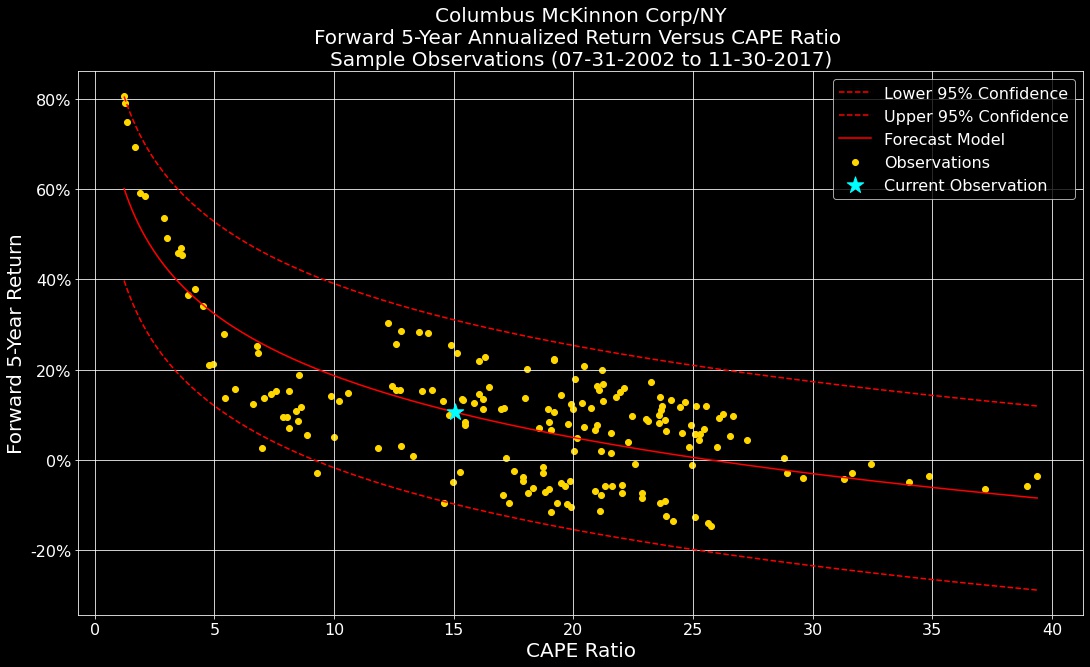 Columbus McKinnon Corp/NY
Forward 5-Year Annualized Return Versus CAPE Ratio
Sample Observations (07-31-2002 to 11-30-2017)
Lower 95% Confidence
Upper 95% Confidence
Forecast Model
Observations
Current Observation
Forward 5-Year Return
80%
60%
40%
20%
0%
-20%
0 5 10 15 20 25 30 35 40
CAPE Ratio